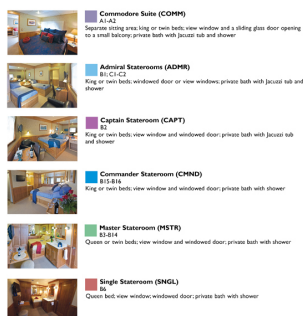 Commodore Suite (COMM)
A1-A2
Separate sitting area; king or twin beds; view window and a sliding glass door opening
to a small balcony; private bath with Jacuzzi tub and shower
Admiral Staterooms (ADMR)
B1; C1-C2
King or twin beds; windowed door or view windows; private bath with Jacuzzi tub and
shower
Captain Stateroom (CAPT)
B2
King or twin beds; view window and windowed door; private bath with Jacuzzi tub
and shower
Commander Stateroom (CMND)
B15-B16
King or twin beds; view window and windowed door; private bath with shower
Master Stateroom (MSTR)
B3-B14
Queen or twin beds; view window and windowed door; private bath with shower
Single Stateroom (SNGL)
B6
Queen bed; view window; windowed door; private bath with shower